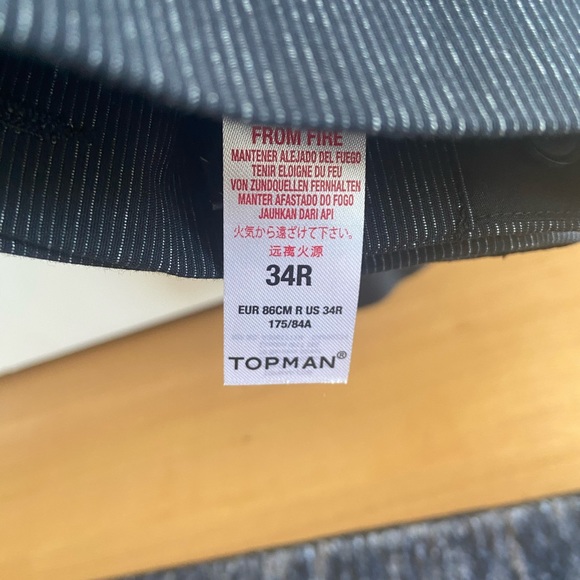 FROM FIRE
MANTENER ALEJADO DEL FUEGO
TENIR ELOIGNE DU FEU
VON ZUNDQUELLEN FERNHALTEN
MANTER AFASTADO DO FOGO
JAUHKAN DARI API
火気から遠ざけて下さい。
远离火源
34R
EUR 86CM R US 34R
175/84A
TOPMAN®